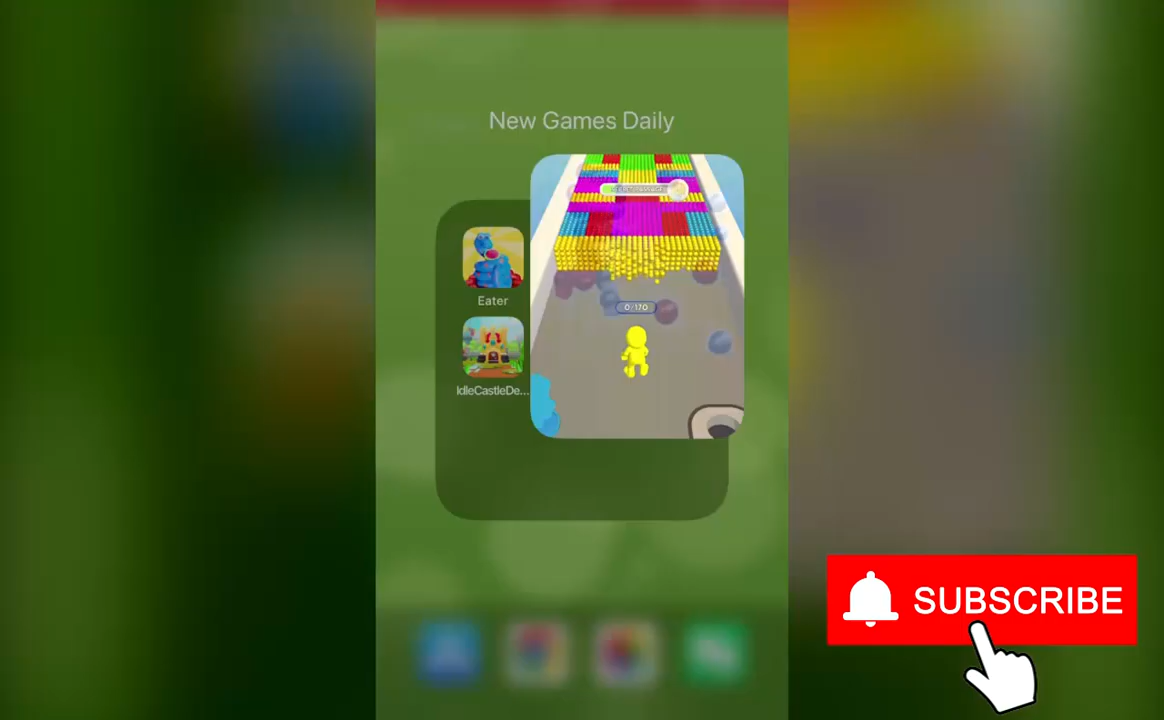 New Games Daily
Eater
0/170
IdleCastleDe...
SUBSCRIBE